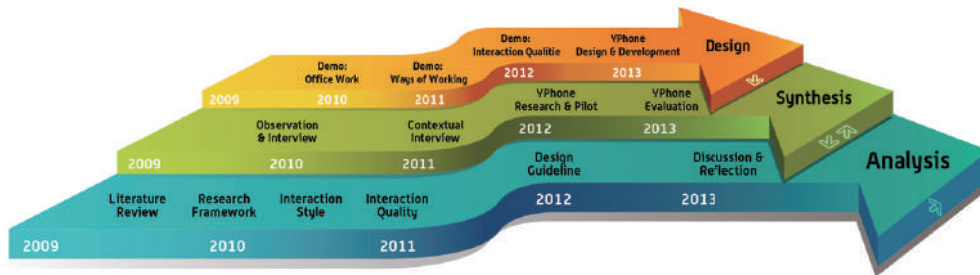 Demo:
Office Work
Demo:
Ways of Working
Demo:
Interaction Qualitie
YPhone
Design & Development
Design
2009
2010
2011
2012
2013
Observation
& Interview
Contextual
Interview
YPhone
Research & Pilot
YPhone
Evaluation
Synthesis
2009
2010
2011
2012
2013
Literature
Review
Research
Framework
Interaction
Style
Interaction
Quality
Design
Guideline
Discussion &
Re'lection
Analysis
2009
2010
2011
2012
2013